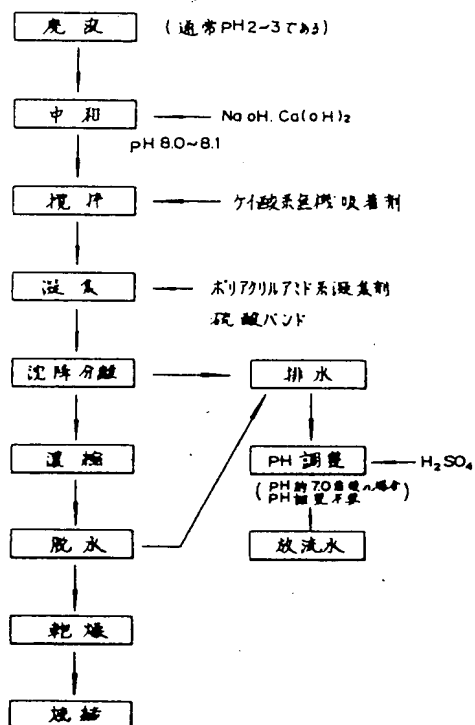 廃液 (通常PH2~3である)
中和 NaOH. Ca(OH)2
PH 8.0~8.1
撹拌 ケイ酸系無機吸着剤
凝集 ポリアクリルアミド系凝集剤
硫酸バンド
沈降分離 排水
濃縮 PH調整 H2SO4
(PH約7.0前後の場合
PH調整不要)
脱水 放流水
乾燥
焼結